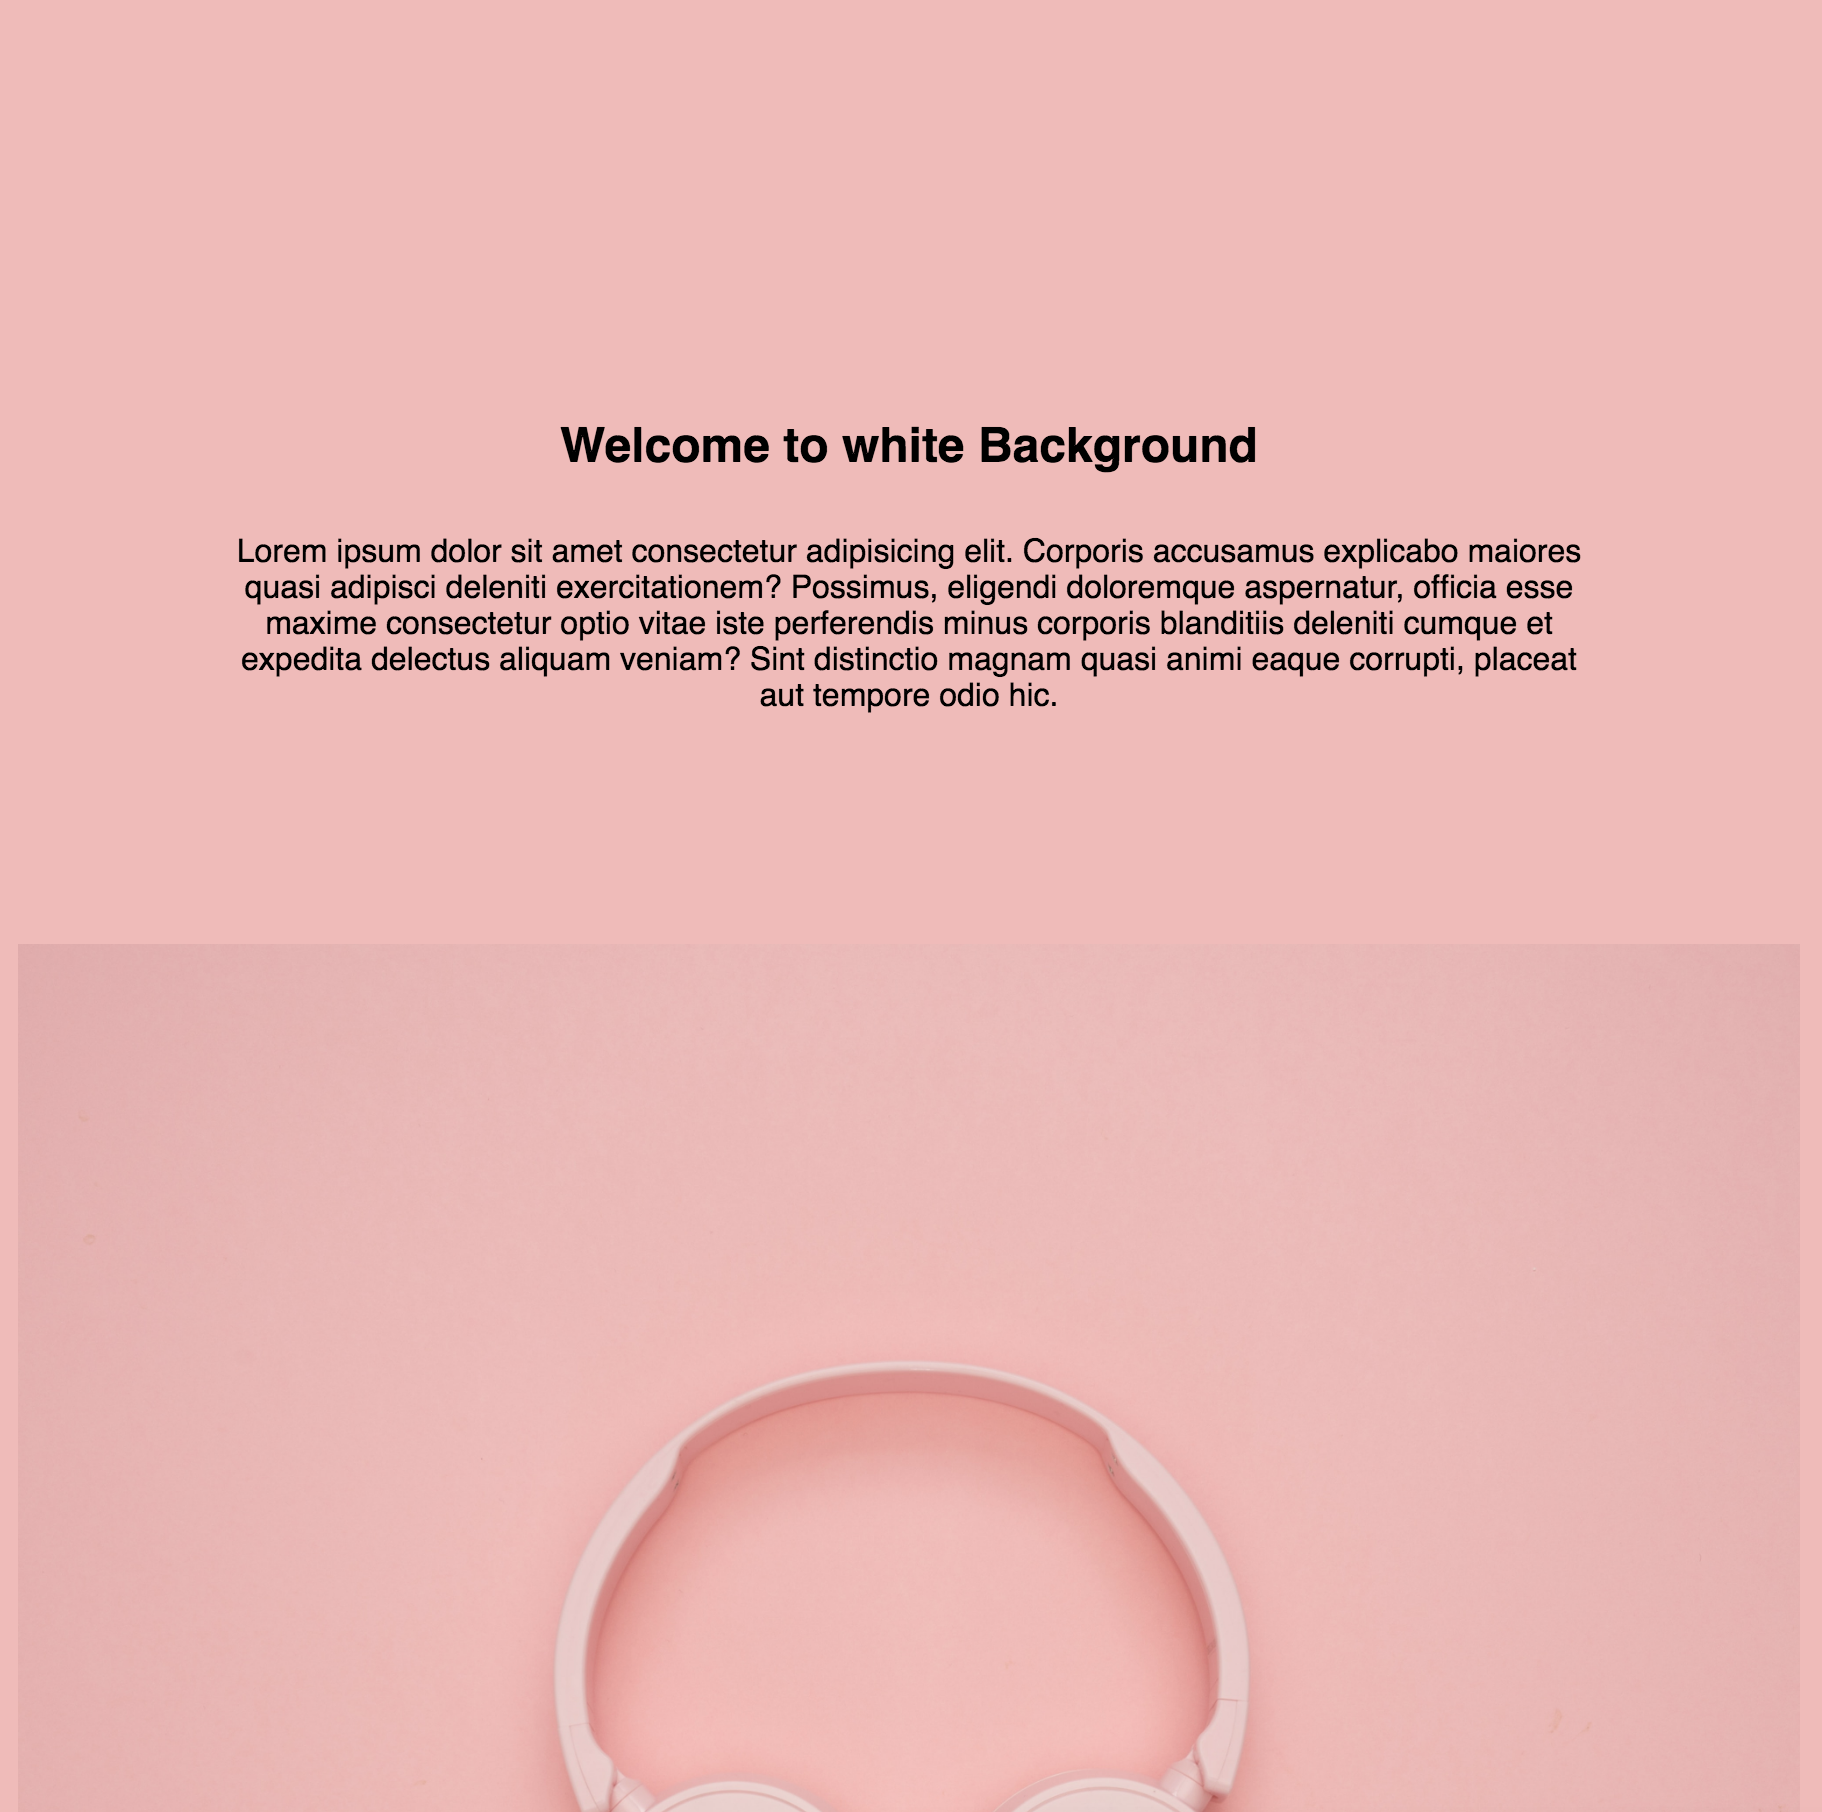 Welcome to white Background
Lorem ipsum dolor sit amet consectetur adipisicing elit. Corporis accusamus explicabo maiores
quasi adipisci deleniti exercitationem? Possimus, eligendi doloremque aspernatur, officia esse
maxime consectetur optio vitae iste perferendis minus corporis blanditiis deleniti cumque et
expedita delectus aliquam veniam? Sint distinctio magnam quasi animi eaque corrupti, placeat
aut tempore odio hic.